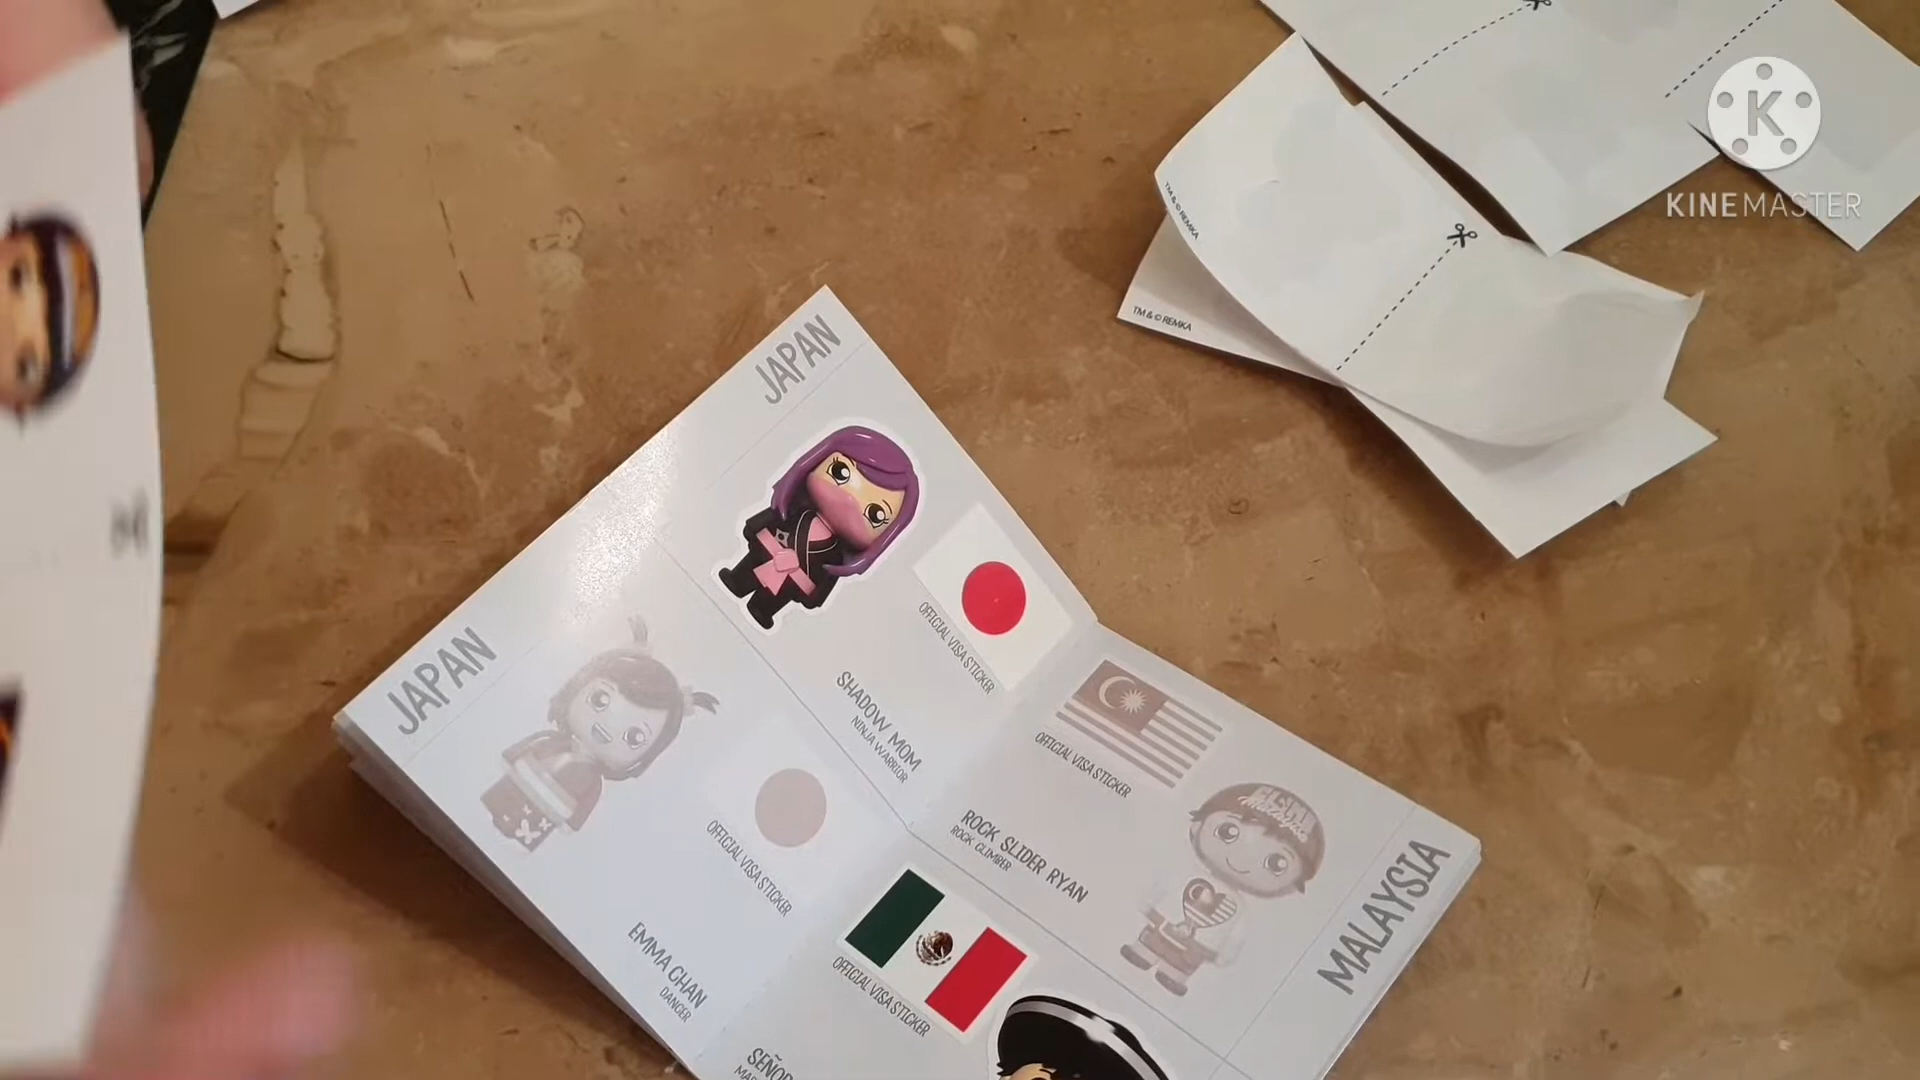 K
KINEMASTER
TM & © REMKA
TM & © REMKA
JAPAN
OFFICIAL VISA STICKER
SHADOW MOM
NINJA WARRIOR
JAPAN
OFFICIAL VISA STICKER
EMMA CHAN
DANCER
OFFICIAL VISA STICKER
ROCK SLIDER RYAN
ROCK CLIMBER
MALAYSIA
OFFICIAL VISA STICKER
SEÑOR